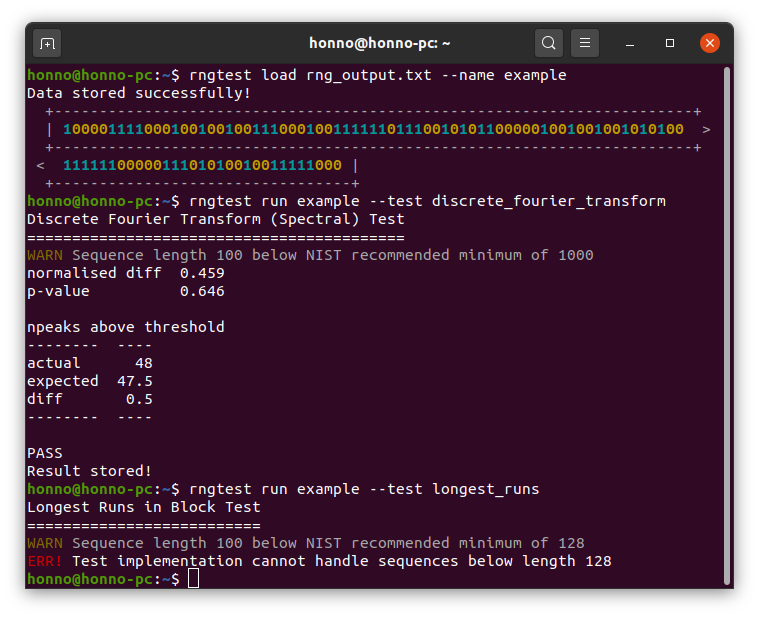 honno@honno-pc: ~
honno@honno-pc:~$ rngtest load rng_output.txt --name example
Data stored successfully!
+-----------------------------------------------------------------------+
| 100001111000100100100111000100111111011100101011000001001001001010100 >
+-----------------------------------------------------------------------+
< 1111110000011101010010011111000 |
+---------------------------------+
honno@honno-pc:~$ rngtest run example --test discrete_fourier_transform
Discrete Fourier Transform (Spectral) Test
==========================================
WARN Sequence length 100 below NIST recommended minimum of 1000
normalised diff  0.459
p-value          0.646
npeaks above threshold
--------  ----
actual      48
expected  47.5
diff       0.5
--------  ----
PASS
Result stored!
honno@honno-pc:~$ rngtest run example --test longest_runs
Longest Runs in Block Test
==========================
WARN Sequence length 100 below NIST recommended minimum of 128
ERR! Test implementation cannot handle sequences below length 128
honno@honno-pc:~$